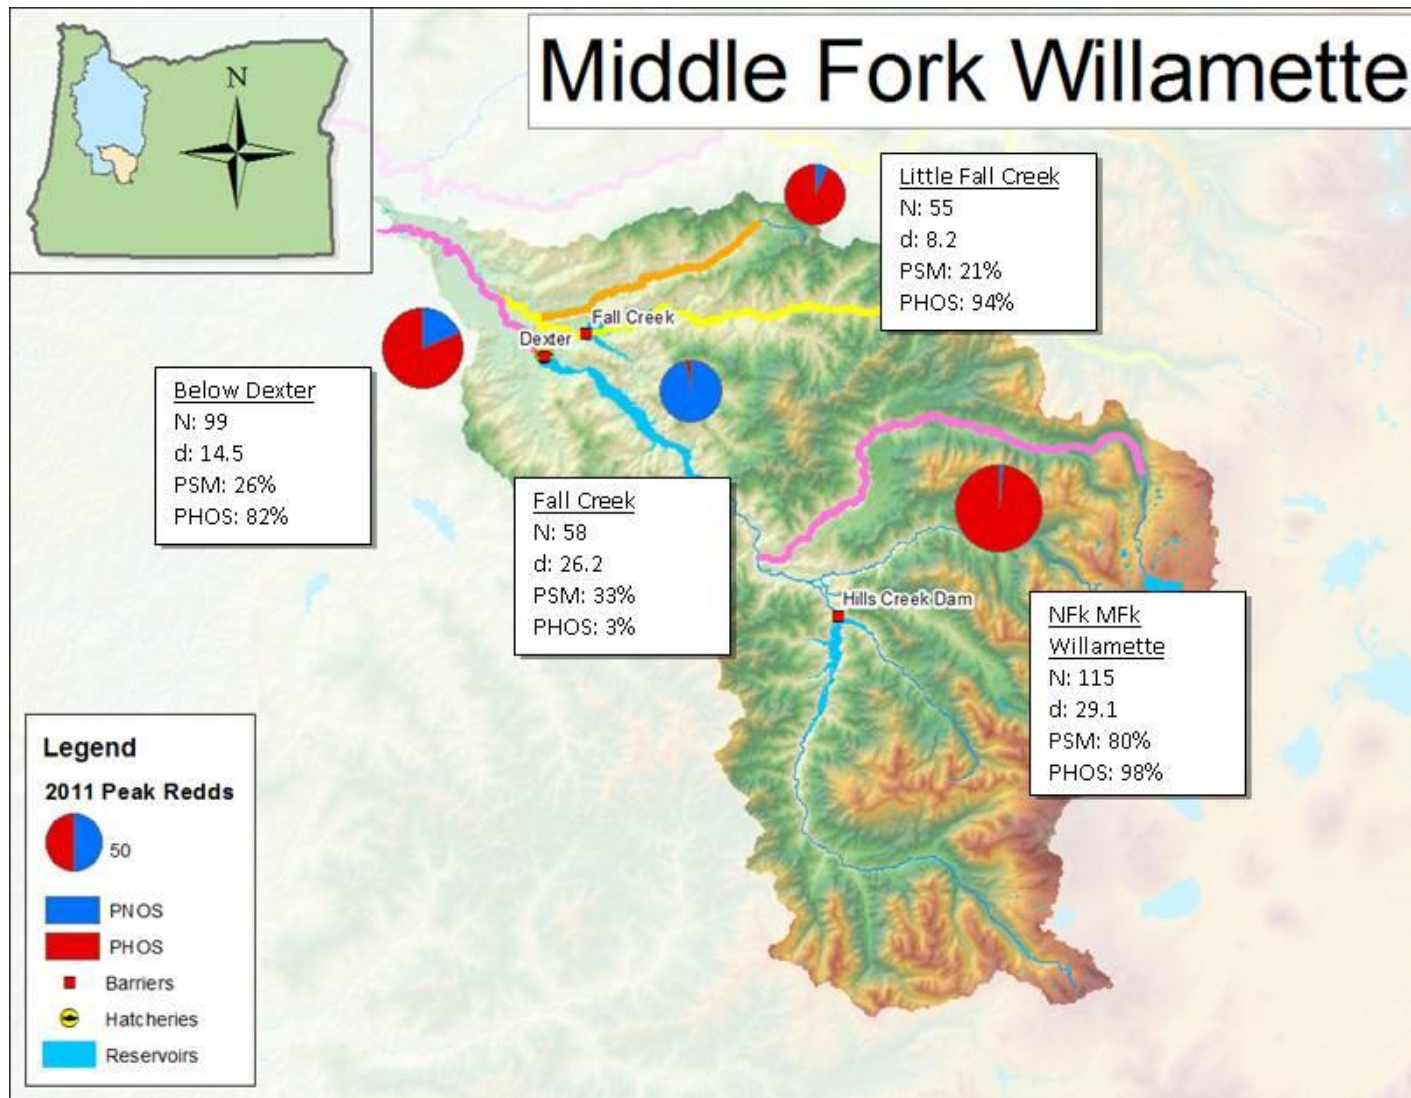 Middle Fork Willamette
N
Little Fall Creek
N: 55
d: 8.2
PSM: 21%
PHOS: 94%
Fall Creek
Dexter
Below Dexter
N: 99
d: 14.5
PSM: 26%
PHOS: 82%
Fall Creek
N: 58
d: 26.2
PSM: 33%
PHOS: 3%
Hills Creek Dam
NFk MFk
Willamette
N: 115
d: 29.1
PSM: 80%
PHOS: 98%
Legend
2011 Peak Redds
50
PNOS
PHOS
Barriers
Hatcheries
Reservoirs